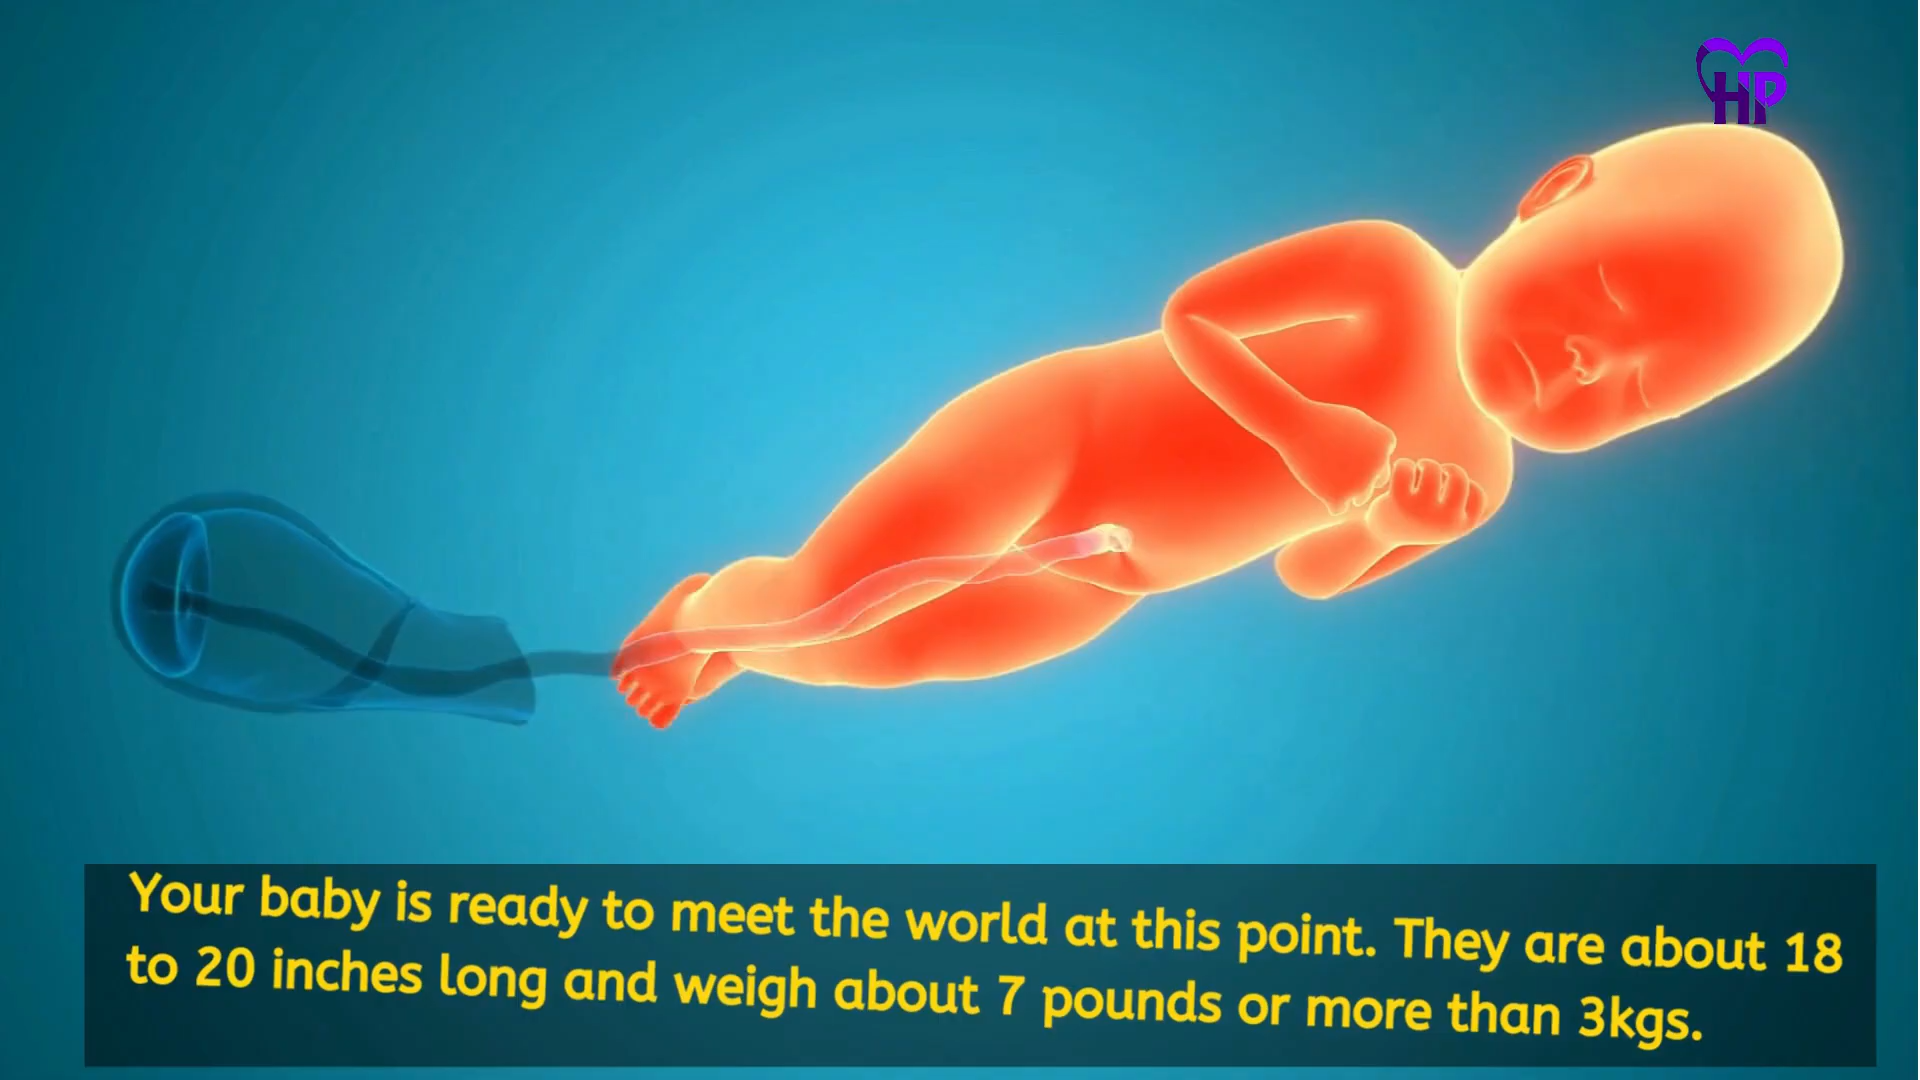 HP
Your baby is ready to meet the world at this point. They are about 18
to 20 inches long and weigh about 7 pounds or more than 3kgs.